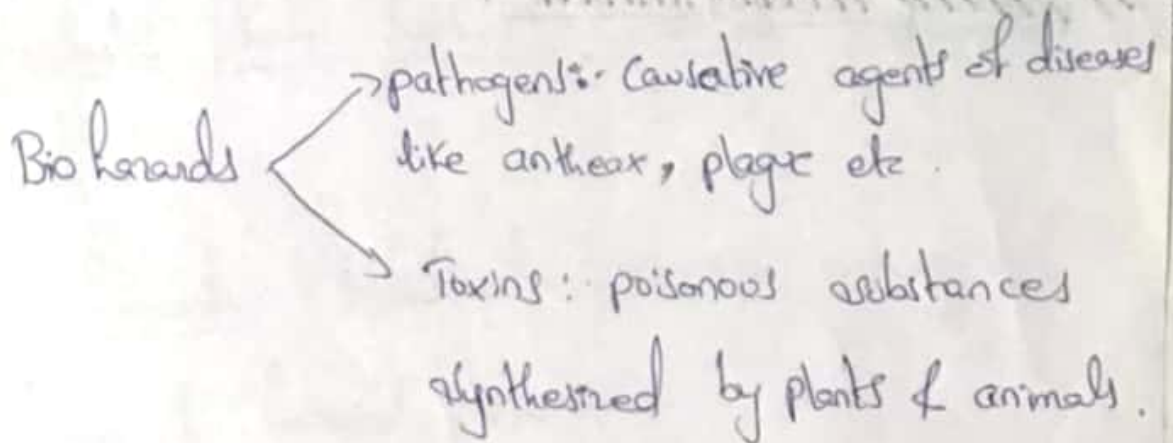 pathogens:- Causative agents of diseases
Bio hazards
like anthrax, plague etc.
Toxins: poisonous substances
synthesized by plants & animals.